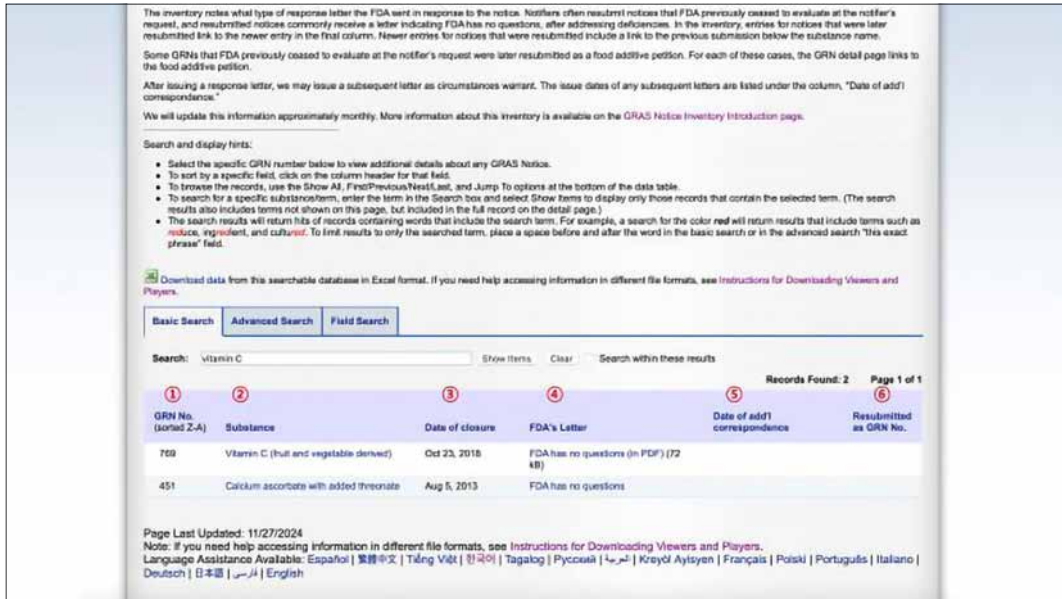 The inventory notes what type of response letter the FDA sent in response to the notice. Notifiers often resubmit notices that FDA previously ceased to evaluate at the notifier's
request, and resubmitted notices commonly receive a letter indicating FDA has no questions, after addressing deficiencies. In the inventory, entries for notices that were later
resubmitted link to the newer entry in the final column. Newer entries for notices that were resubmitted include a link to the previous submission below the substance name.
Some GRNs that FDA previously ceased to evaluate at the notifier's request were later resubmitted as a food additive petition. For each of these cases, the GRN detail page links to
the food additive petition.
After issuing a response letter, we may issue a subsequent letter as circumstances warrant. The issue dates of any subsequent letters are listed under the column, "Date of add'l
correspondence."
We will update this information approximately monthly. More information about this inventory is available on the GRAS Notice Inventory Introduction page.
Search and display hints:
• Select the specific GRN number below to view additional details about any GRAS Notice.
• To sort by a specific field, click on the column header for that field.
• To browse the records, use the Show All, First/Previous/Next/Last, and Jump To options at the bottom of the data table.
• To search for a specific substance/term, enter the term in the Search box and select Show Items to display only those records that contain the selected term. (The search
results also includes terms not shown on this page, but included in the full record on the detail page.)
• The search results will return hits of records containing words that include the search term. For example, a search for the color red will return results that include terms such as
reduce, ingredient, and cultured. To limit results to only the searched term, place a space before and after the word in the basic search or in the advanced search "this exact
phrase" field.
Download data from this searchable database in Excel format. If you need help accessing information in different file formats, see Instructions for Downloading Viewers and
Players.
Basic Search Advanced Search Field Search
Search: vitamin C Show Items Clear Search within these results
Records Found: 2 Page 1 of 1
① ② ③ ④ ⑤ ⑥
GRN No. (sorted Z-A) Substance Date of closure FDA's Letter Date of add'l correspondence Resubmitted as GRN No.
769 Vitamin C (fruit and vegetable derived) Oct 23, 2018 FDA has no questions (in PDF) (72 kB)
451 Calcium ascorbate with added threonate Aug 5, 2013 FDA has no questions
Page Last Updated: 11/27/2024
Note: If you need help accessing information in different file formats, see Instructions for Downloading Viewers and Players.
Language Assistance Available: Español | 繁體中文 | Tiếng Việt | 한국어 | Tagalog | Русский | العربية | Kreyòl Ayisyen | Français | Polski | Português | Italiano |
Deutsch | 日本語 | فارسی | English